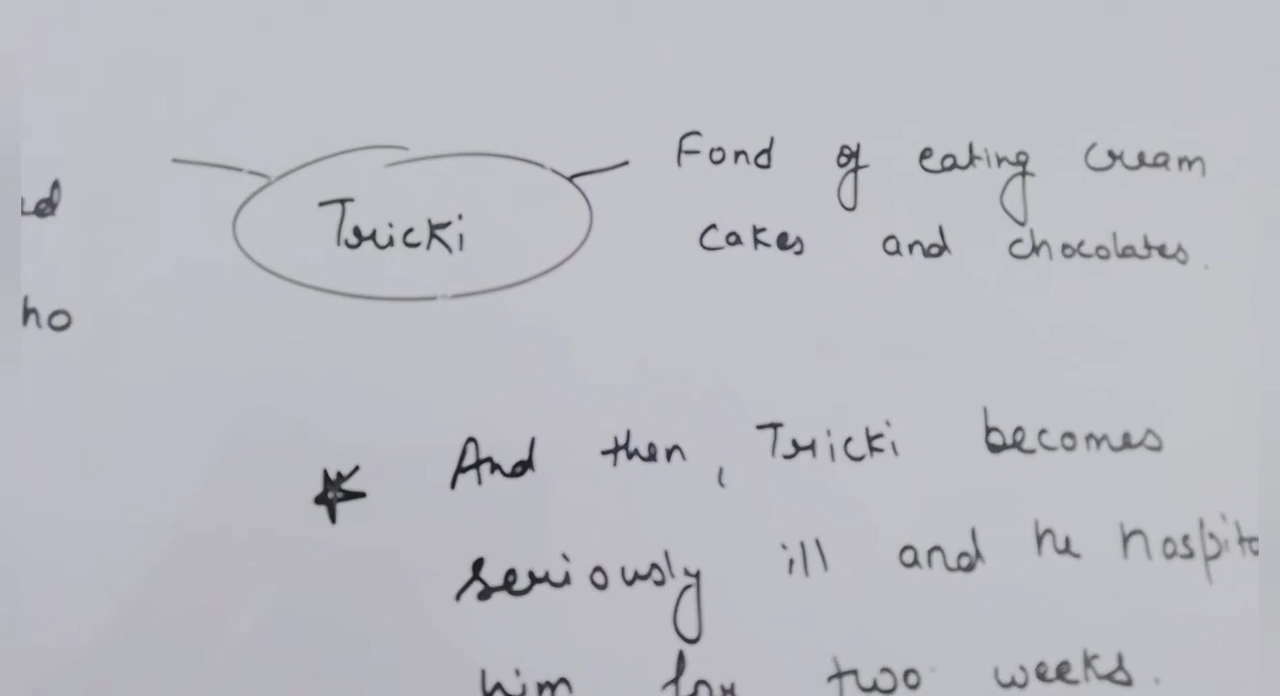 Tricki
Fond of eating cream
cakes and chocolates.
ho
And then, Tricki becomes
seriously ill and he
him for two weeks.